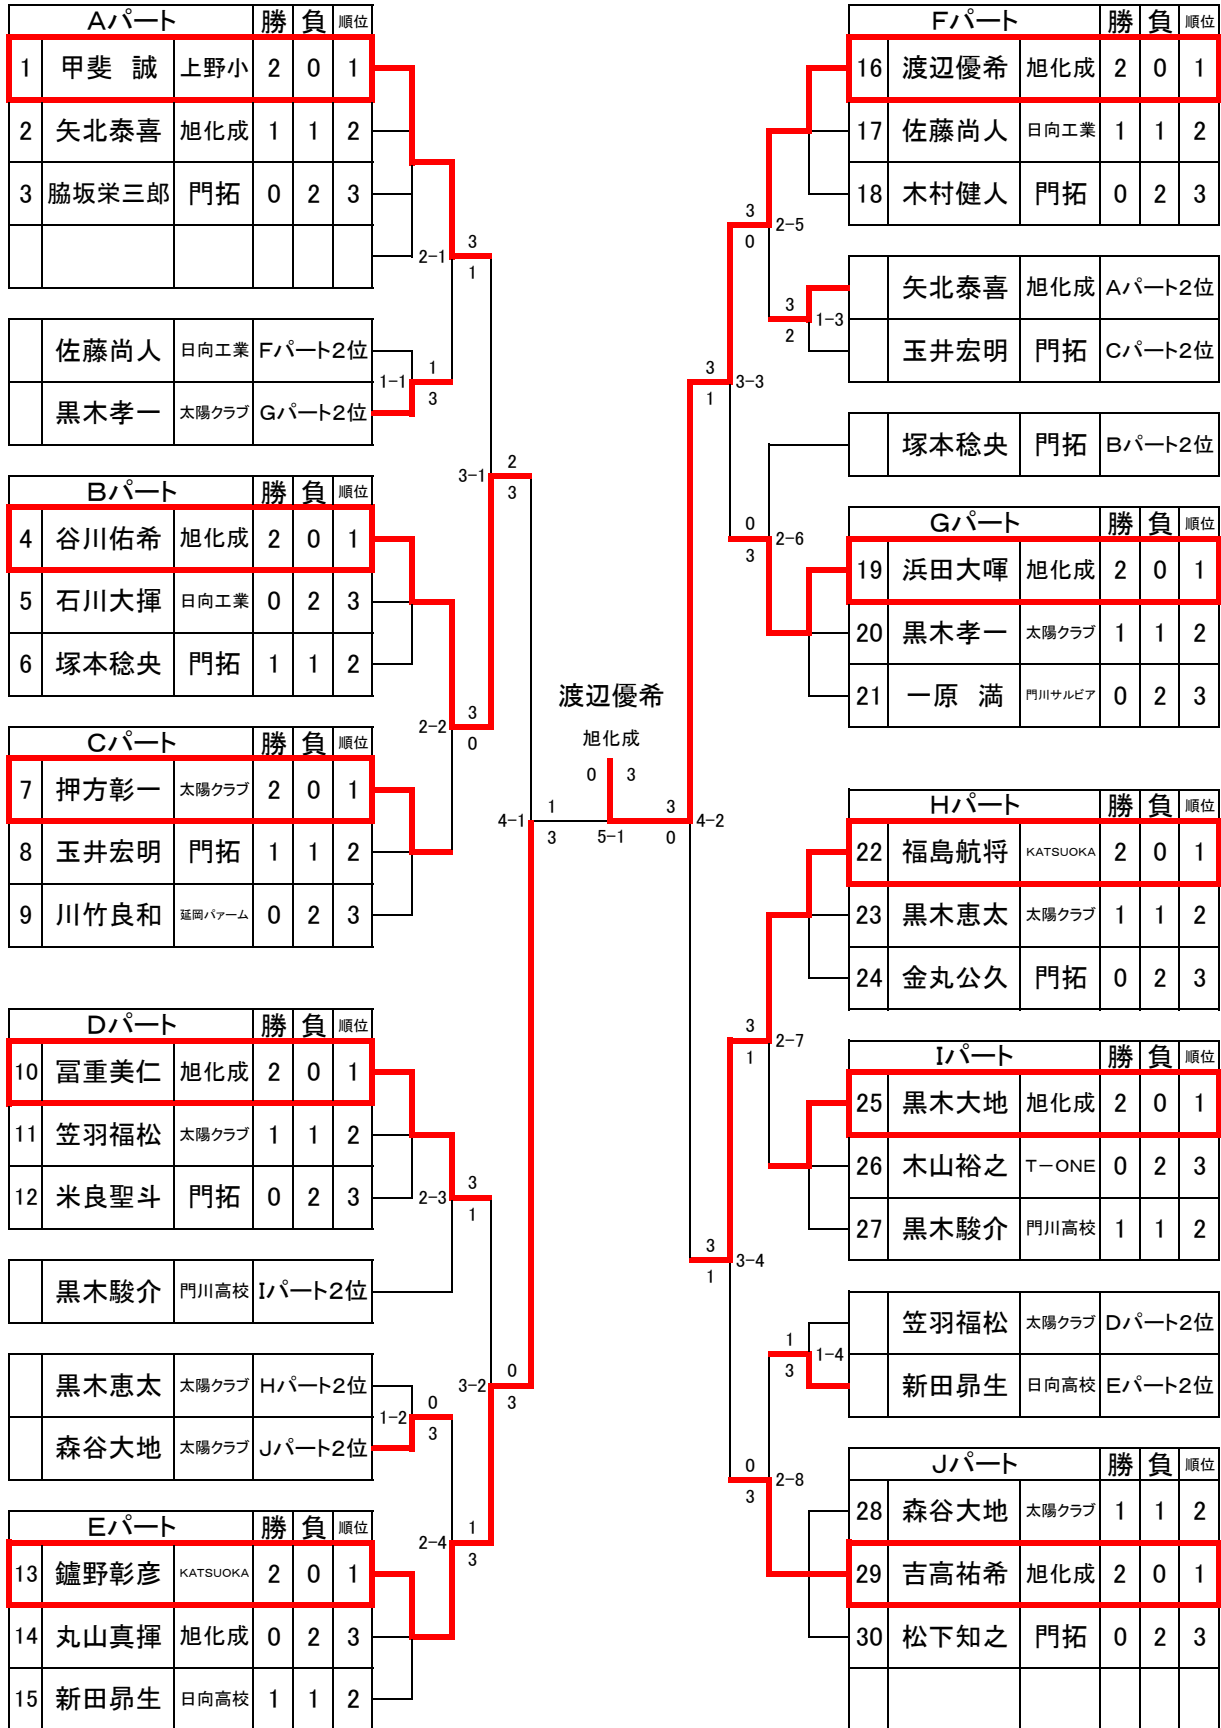 Aパート 勝 負 順位
1 甲斐 誠 上野小 2 0 1
2 矢北泰喜 旭化成 1 1 2
3 脇坂栄三郎 門拓 0 2 3
2-1
3
1
佐藤尚人 日向工業 Fパート2位
黒木孝一 太陽クラブ Gパート2位
1-1
1
3
3-1
2
3
Bパート 勝 負 順位
4 谷川佑希 旭化成 2 0 1
5 石川大揮 日向工業 0 2 3
6 塚本稔央 門拓 1 1 2
2-2
3
0
Cパート 勝 負 順位
7 押方彰一 太陽クラブ 2 0 1
8 玉井宏明 門拓 1 1 2
9 川竹良和 延岡パァーム 0 2 3
4-1
1
3
Dパート 勝 負 順位
10 冨重美仁 旭化成 2 0 1
11 笠羽福松 太陽クラブ 1 1 2
12 米良聖斗 門拓 0 2 3
2-3
3
1
黒木駿介 門川高校 Iパート2位
黒木恵太 太陽クラブ Hパート2位
森谷大地 太陽クラブ Jパート2位
1-2
0
3
3-2
0
3
Eパート 勝 負 順位
13 鑪野彰彦 KATSUOKA 2 0 1
14 丸山真揮 旭化成 0 2 3
15 新田昴生 日向高校 1 1 2
2-4
1
3
渡辺優希
旭化成
0 3
5-1
Fパート 勝 負 順位
16 渡辺優希 旭化成 2 0 1
17 佐藤尚人 日向工業 1 1 2
18 木村健人 門拓 0 2 3
3
0
2-5
矢北泰喜 旭化成 Aパート2位
玉井宏明 門拓 Cパート2位
3
2
1-3
3
1
3-3
塚本稔央 門拓 Bパート2位
0
3
2-6
Gパート 勝 負 順位
19 浜田大喗 旭化成 2 0 1
20 黒木孝一 太陽クラブ 1 1 2
21 一原 満 門川サルビア 0 2 3
3
0
4-2
Hパート 勝 負 順位
22 福島航将 KATSUOKA 2 0 1
23 黒木恵太 太陽クラブ 1 1 2
24 金丸公久 門拓 0 2 3
3
1
2-7
Iパート 勝 負 順位
25 黒木大地 旭化成 2 0 1
26 木山裕之 T-ONE 0 2 3
27 黒木駿介 門川高校 1 1 2
3
1
3-4
笠羽福松 太陽クラブ Dパート2位
新田昴生 日向高校 Eパート2位
1
3
1-4
0
3
2-8
Jパート 勝 負 順位
28 森谷大地 太陽クラブ 1 1 2
29 吉高祐希 旭化成 2 0 1
30 松下知之 門拓 0 2 3